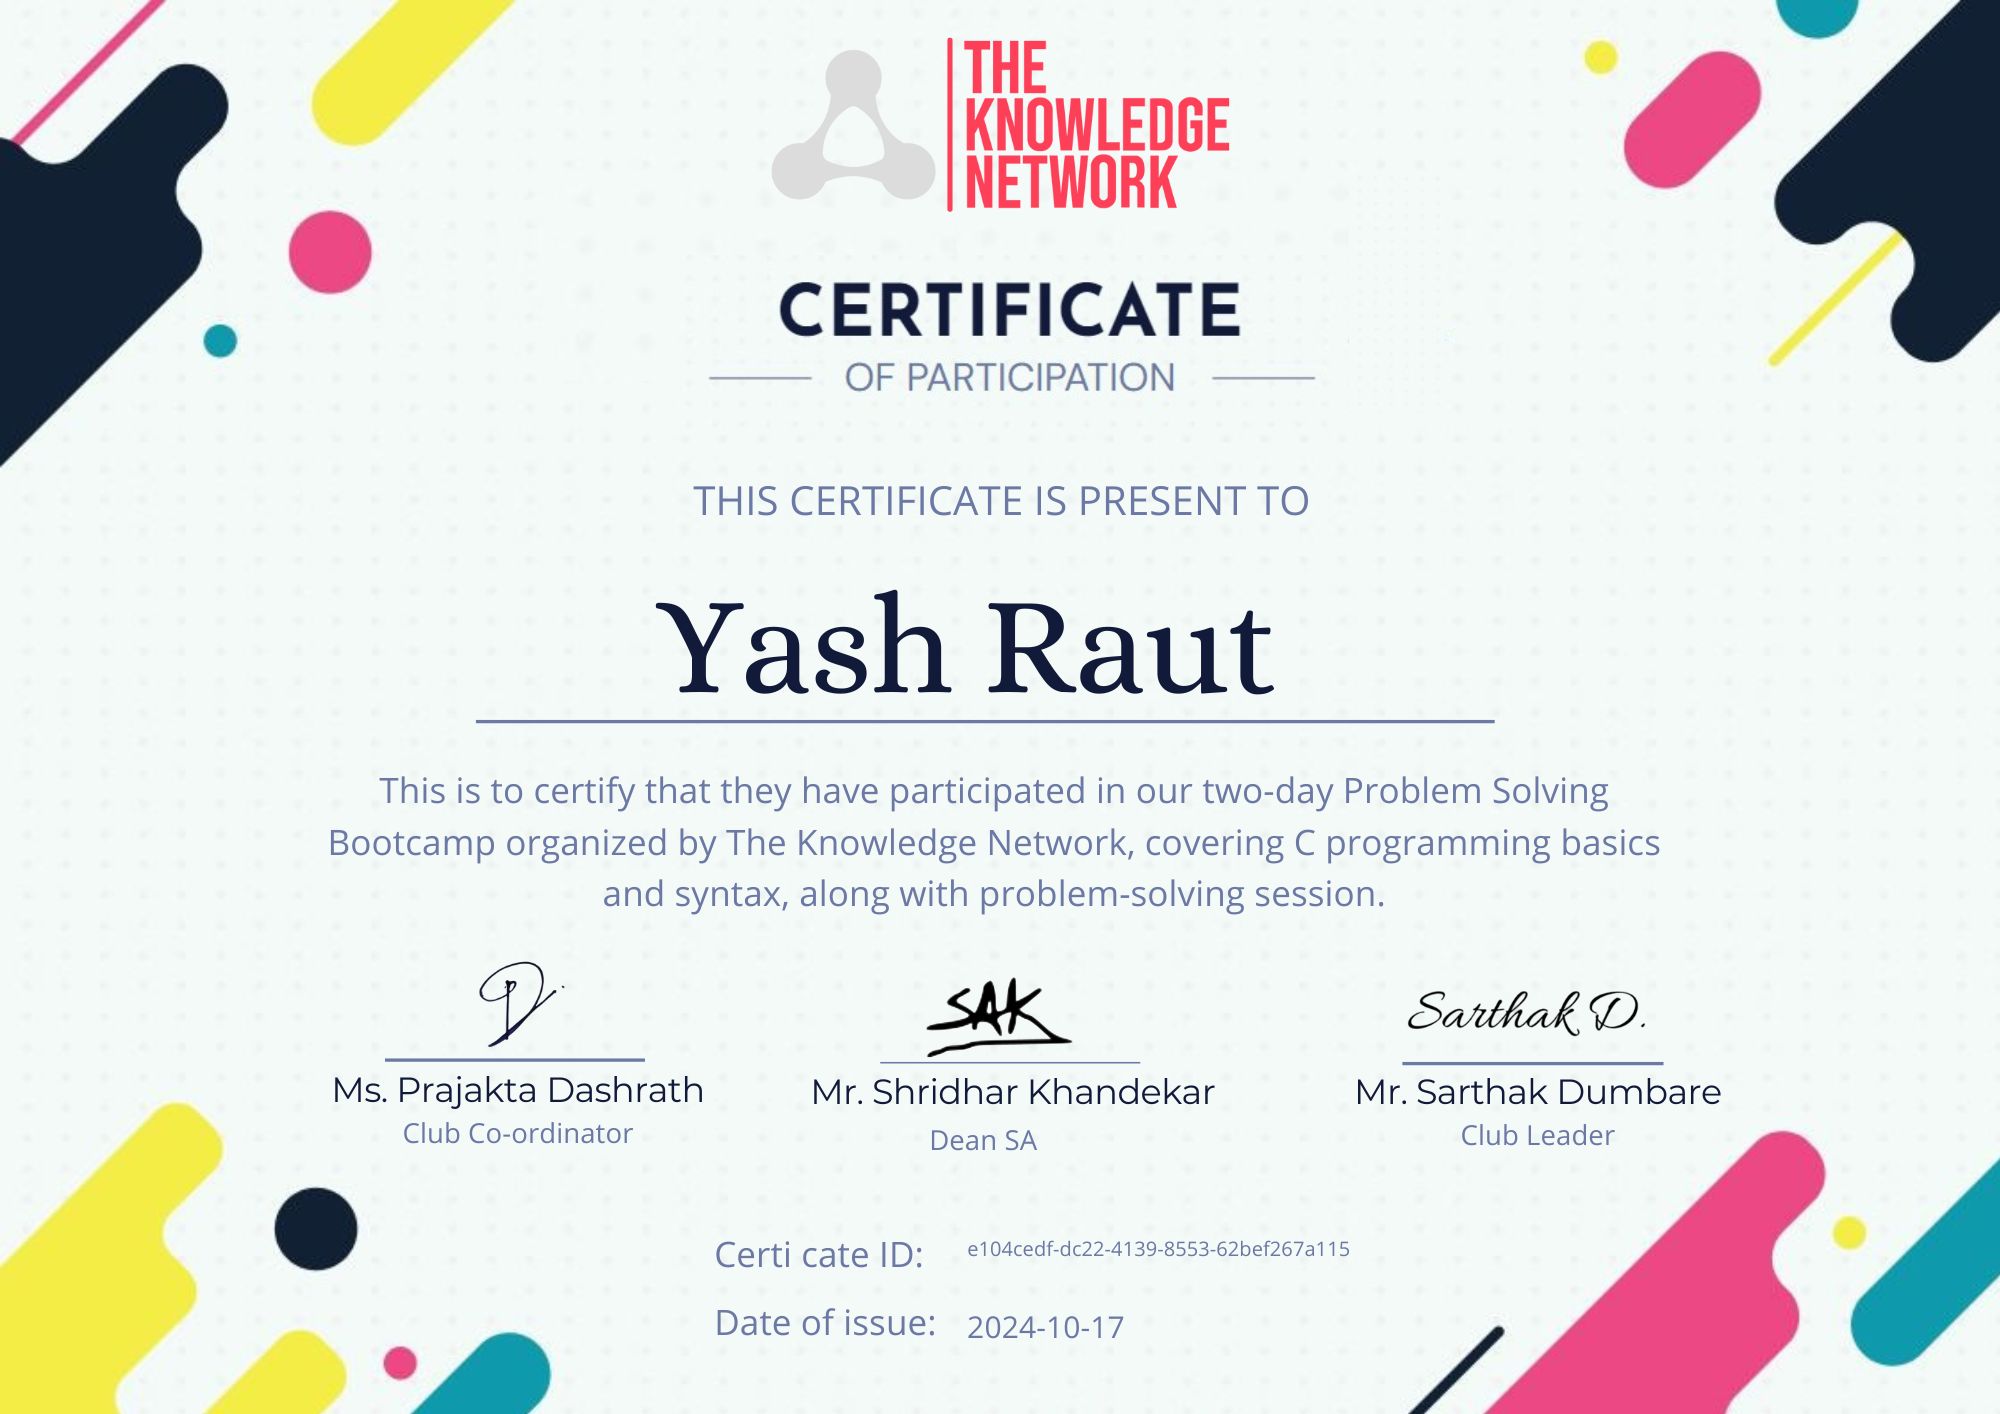 THE
KNOWLEDGE
NETWORK
CERTIFICATE
OF PARTICIPATION
THIS CERTIFICATE IS PRESENT TO
Yash Raut
This is to certify that they have participated in our two-day Problem Solving
Bootcamp organized by The Knowledge Network, covering C programming basics
and syntax, along with problem-solving session.
D.
SAK
Sarthak D.
Ms. Prajakta Dashrath
Mr. Shridhar Khandekar
Mr. Sarthak Dumbare
Club Co-ordinator
Dean SA
Club Leader
Certi cate ID: e104cedf-dc22-4139-8553-62bef267a115
Date of issue: 2024-10-17